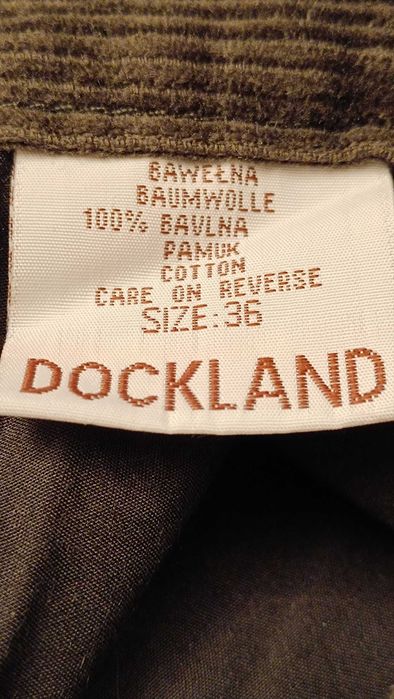 BAWEŁNA
BAUMWOLLE
100% BAVLNA
PAMUK
COTTON
CARE ON REVERSE
SIZE:36
DOCKLAND